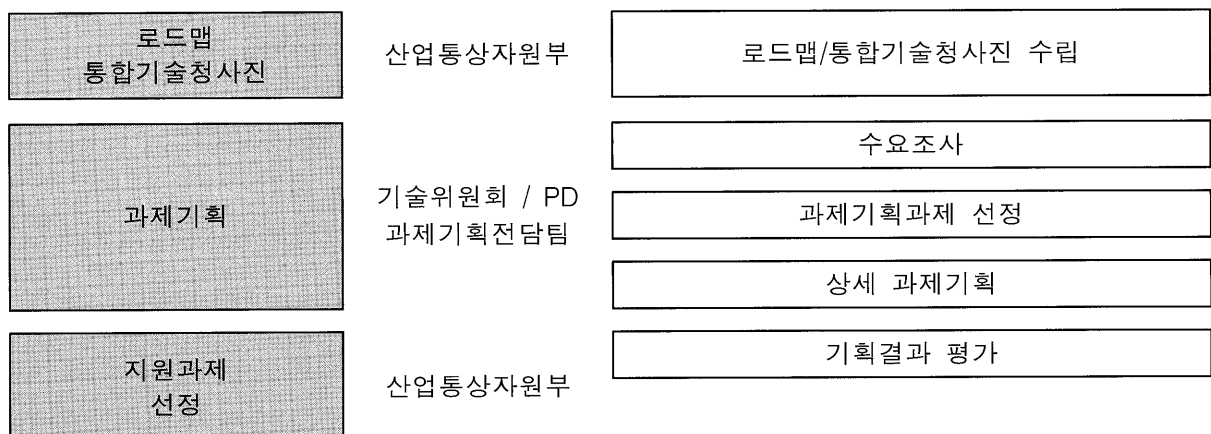 로드맵
통합기술청사진
산업통상자원부
로드맵/통합기술청사진 수립
과제기획
기술위원회 / PD
과제기획전담팀
수요조사
과제기획과제 선정
상세 과제기획
지원과제
선정
산업통상자원부
기획결과 평가